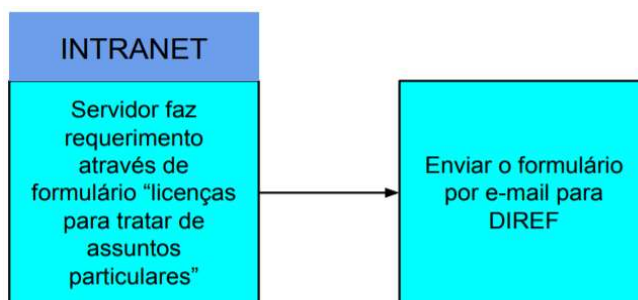 INTRANET
Servidor faz
requerimento
através de
formulário “licenças
para tratar de
assuntos
particulares”
Enviar o formulário
por e-mail para
DIREF